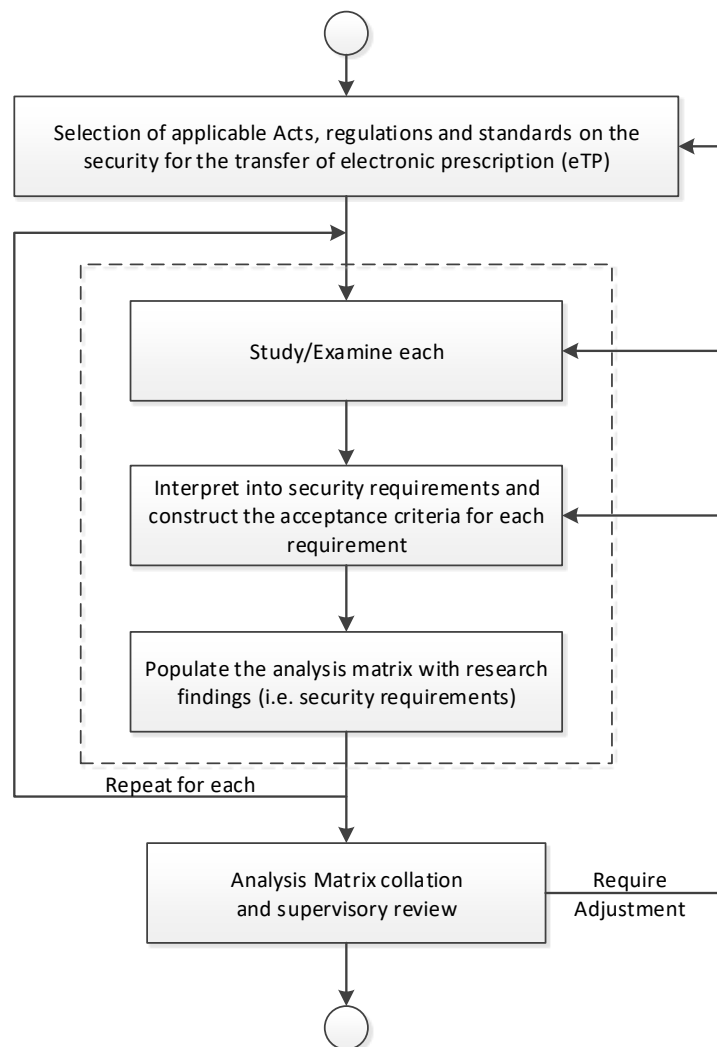 Selection of applicable Acts, regulations and standards on the
security for the transfer of electronic prescription (eTP)
Study/Examine each
Interpret into security requirements and
construct the acceptance criteria for each
requirement
Populate the analysis matrix with research
findings (i.e. security requirements)
Repeat for each
Analysis Matrix collation
and supervisory review
Require
Adjustment